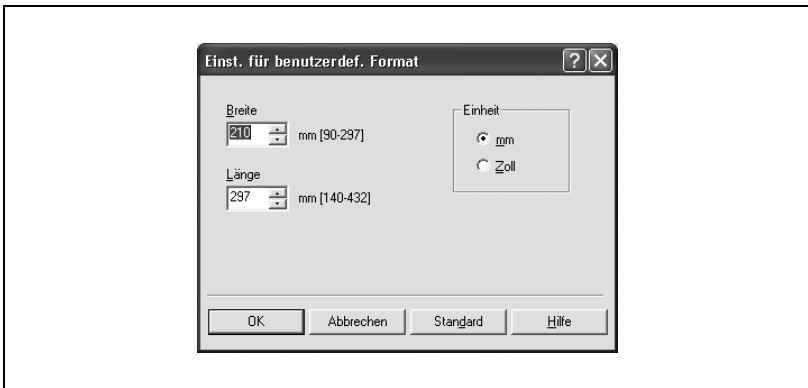 Einst. für benutzerdef. Format
Breite
210 mm [90-297]
Länge
297 mm [140-432]
Einheit
mm
Zoll
OK Abbrechen Standard Hilfe